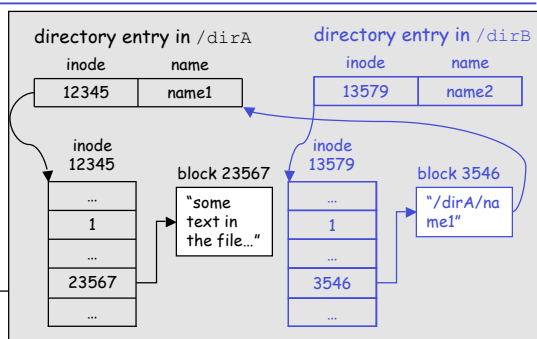 directory entry in /dirA
inode name
12345 name1
inode
12345
…
1
…
23567
…
block 23567
“some
text in
the file…”
directory entry in /dirB
inode name
13579 name2
inode
13579
…
1
…
3546
…
block 3546
“/dirA/na
me1”